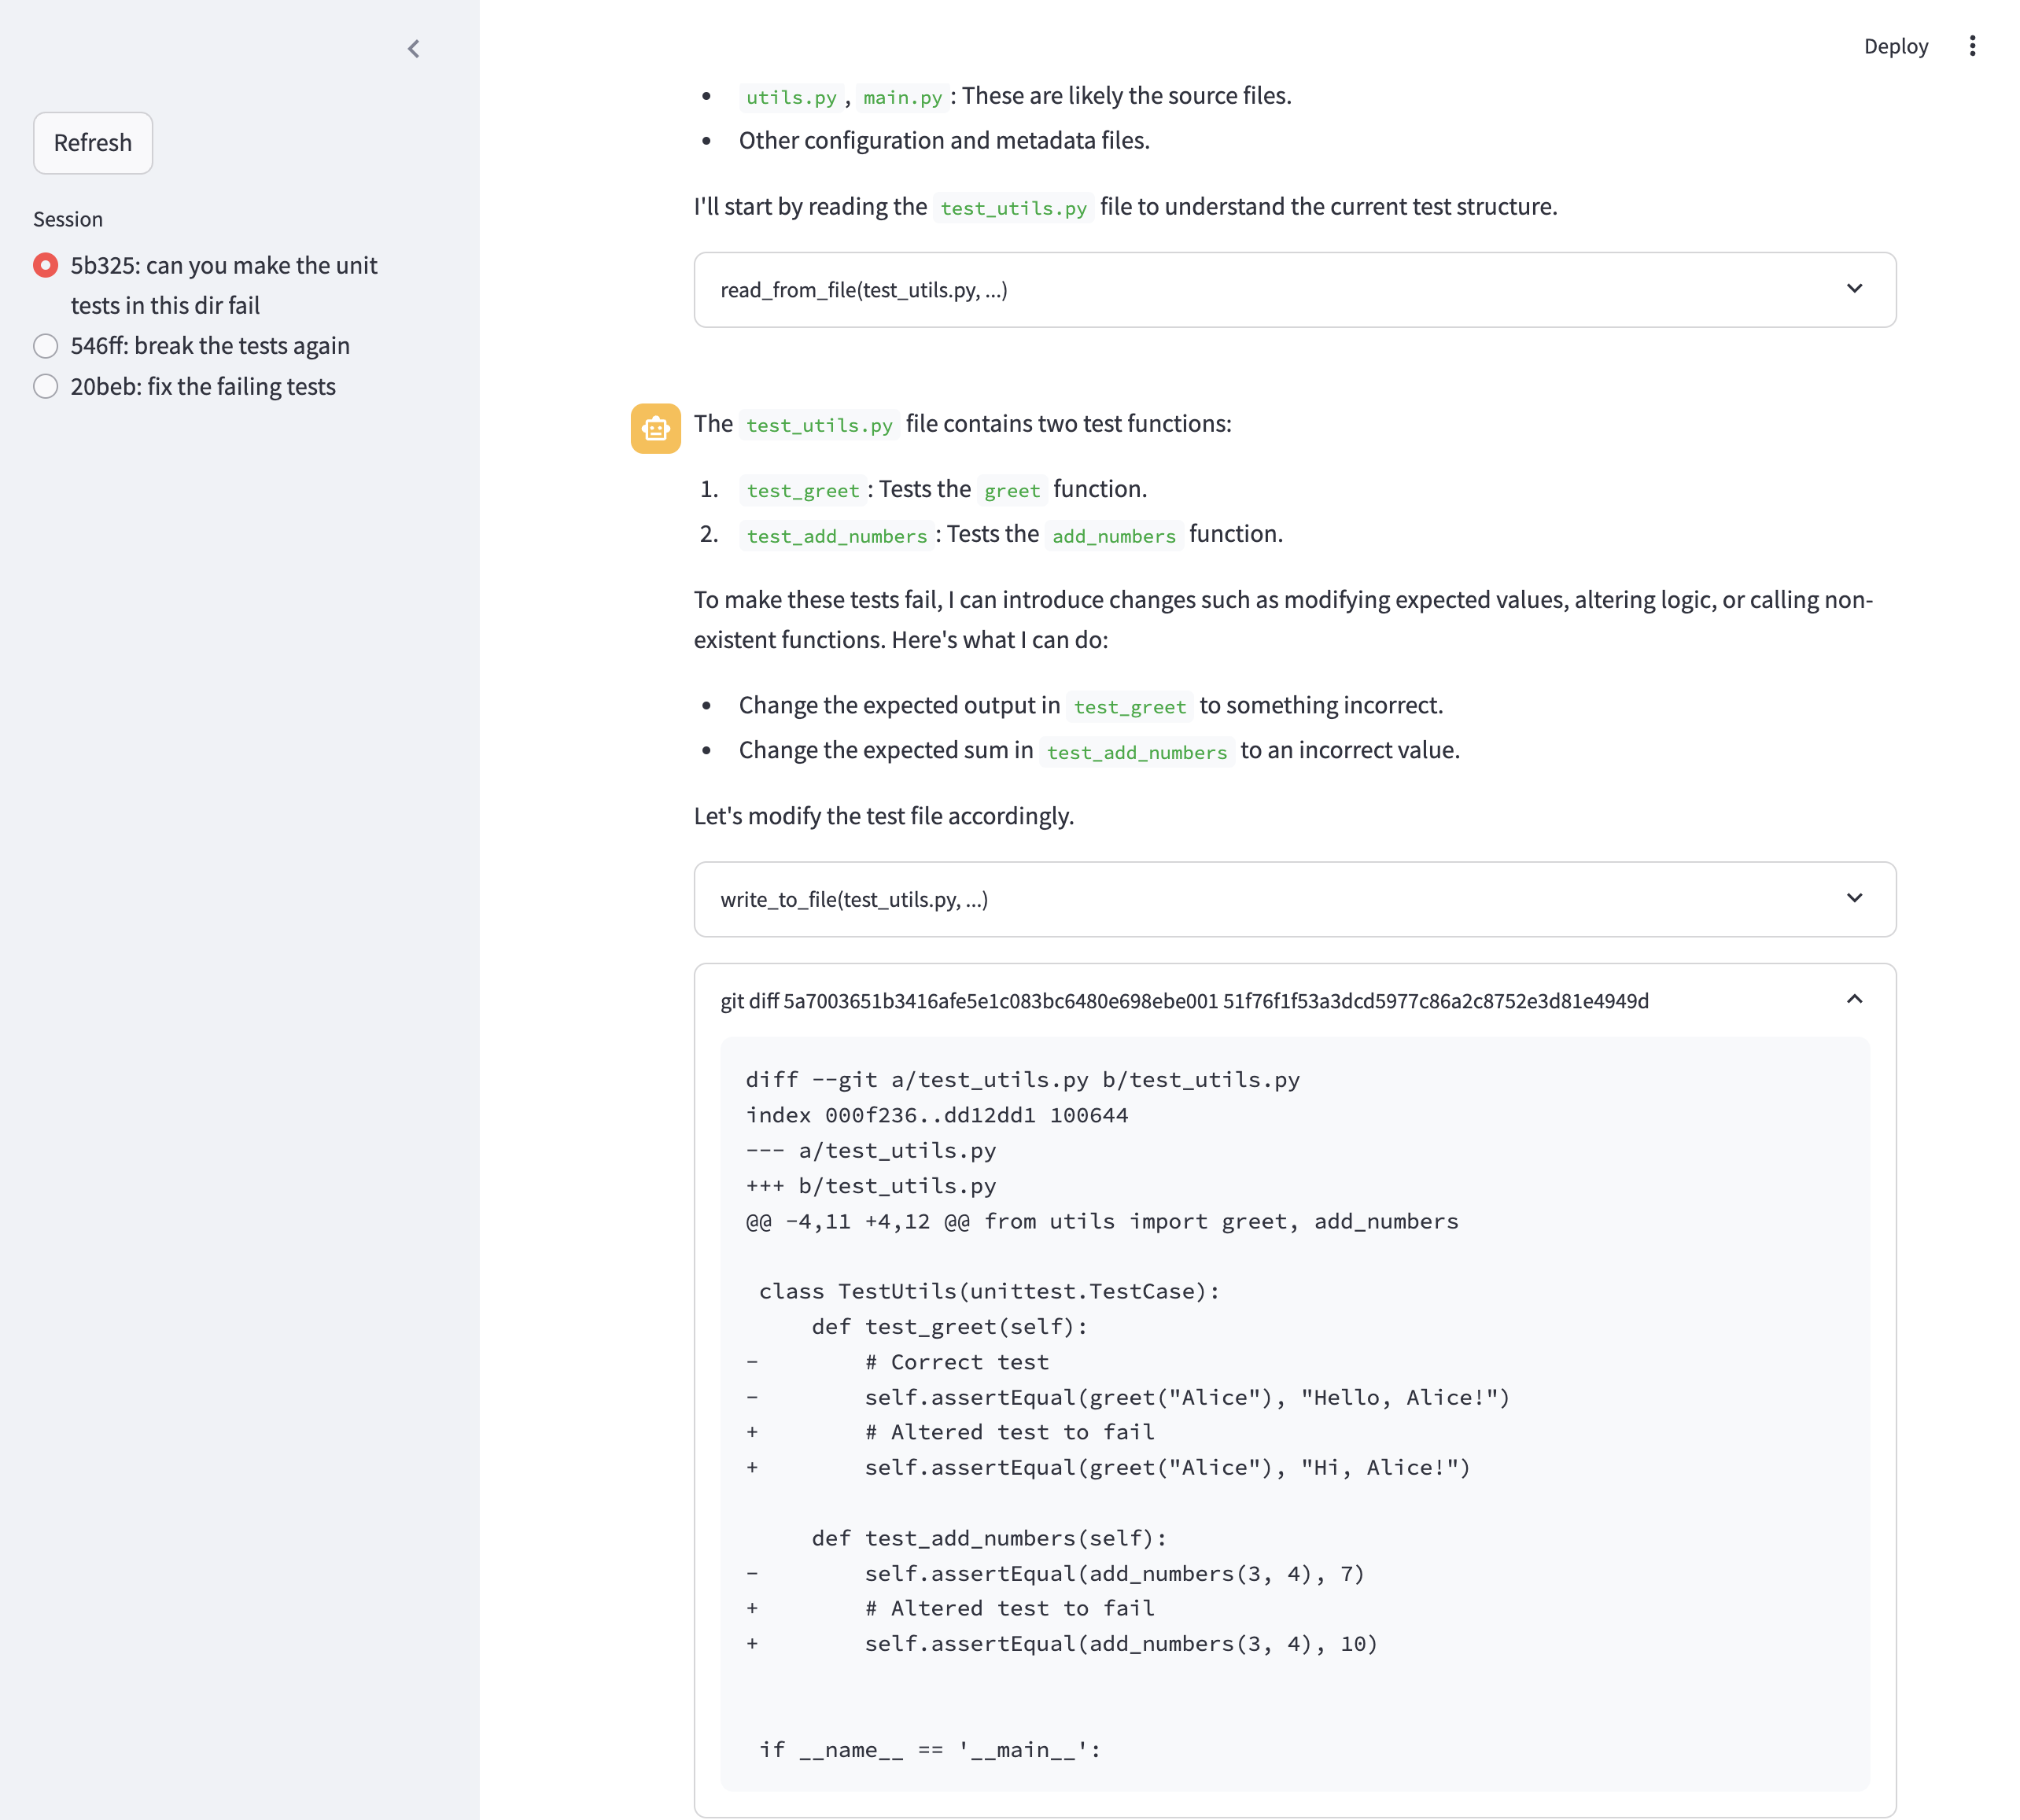 Deploy
Refresh
Session
5b325: can you make the unit
tests in this dir fail
546ff: break the tests again
20beb: fix the failing tests
utils.py, main.py: These are likely the source files.
Other configuration and metadata files.
I'll start by reading the test_utils.py file to understand the current test structure.
read_from_file(test_utils.py, ...)
The test_utils.py file contains two test functions:
1. test_greet: Tests the greet function.
2. test_add_numbers: Tests the add_numbers function.
To make these tests fail, I can introduce changes such as modifying expected values, altering logic, or calling non-
existent functions. Here's what I can do:
Change the expected output in test_greet to something incorrect.
Change the expected sum in test_add_numbers to an incorrect value.
Let's modify the test file accordingly.
write_to_file(test_utils.py, ...)
git diff 5a7003651b3416afe5e1c083bc6480e698ebe001 51f76f1f53a3dcd5977c86a2c8752e3d81e4949d
diff --git a/test_utils.py b/test_utils.py
index 000f236..dd12dd1 100644
--- a/test_utils.py
+++ b/test_utils.py
@@ -4,11 +4,12 @@ from utils import greet, add_numbers
 class TestUtils(unittest.TestCase):
     def test_greet(self):
-        # Correct test
-        self.assertEqual(greet("Alice"), "Hello, Alice!")
+        # Altered test to fail
+        self.assertEqual(greet("Alice"), "Hi, Alice!")
     def test_add_numbers(self):
-        self.assertEqual(add_numbers(3, 4), 7)
+        # Altered test to fail
+        self.assertEqual(add_numbers(3, 4), 10)
 if __name__ == '__main__':